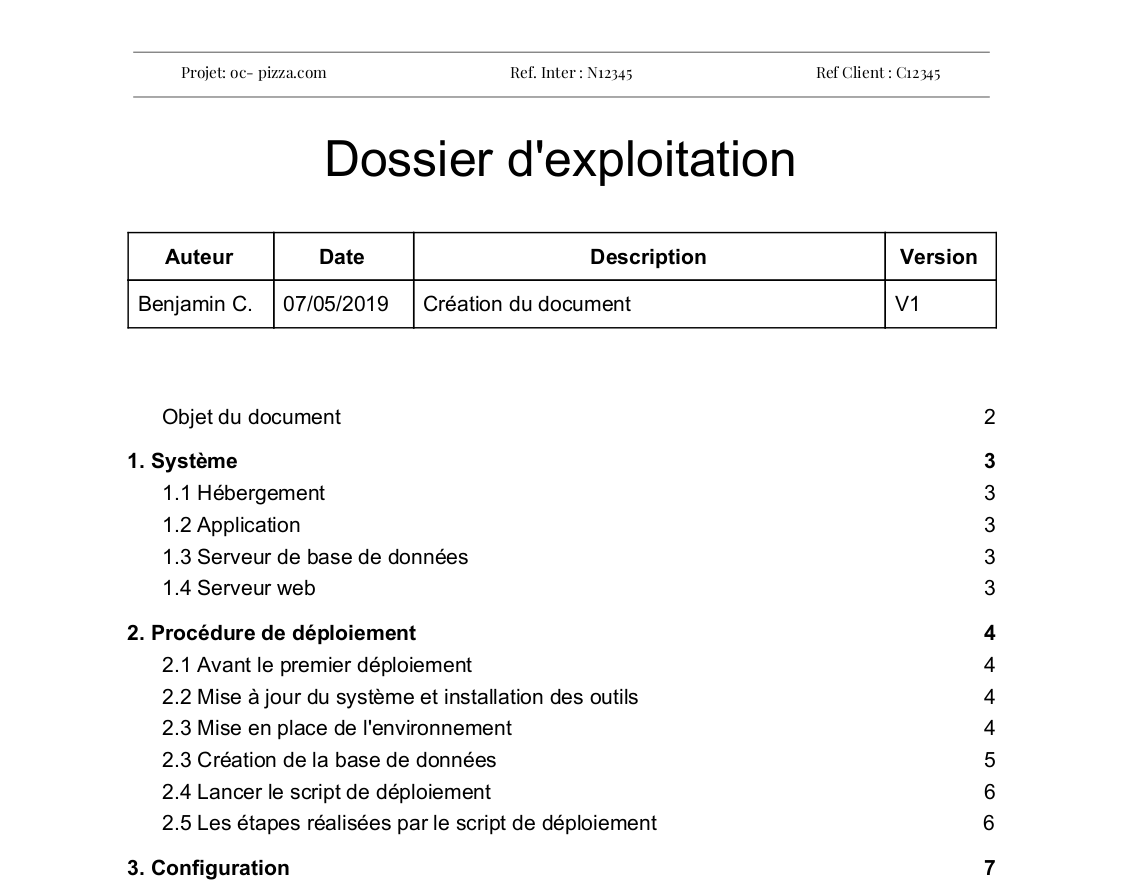 Projet: oc- pizza.com Ref. Inter : N12345 Ref Client : C12345
Dossier d'exploitation
Auteur Date Description Version
Benjamin C. 07/05/2019 Création du document V1
Objet du document 2
1. Système 3
1.1 Hébergement 3
1.2 Application 3
1.3 Serveur de base de données 3
1.4 Serveur web 3
2. Procédure de déploiement 4
2.1 Avant le premier déploiement 4
2.2 Mise à jour du système et installation des outils 4
2.3 Mise en place de l'environnement 4
2.3 Création de la base de données 5
2.4 Lancer le script de déploiement 6
2.5 Les étapes réalisées par le script de déploiement 6
3. Configuration 7